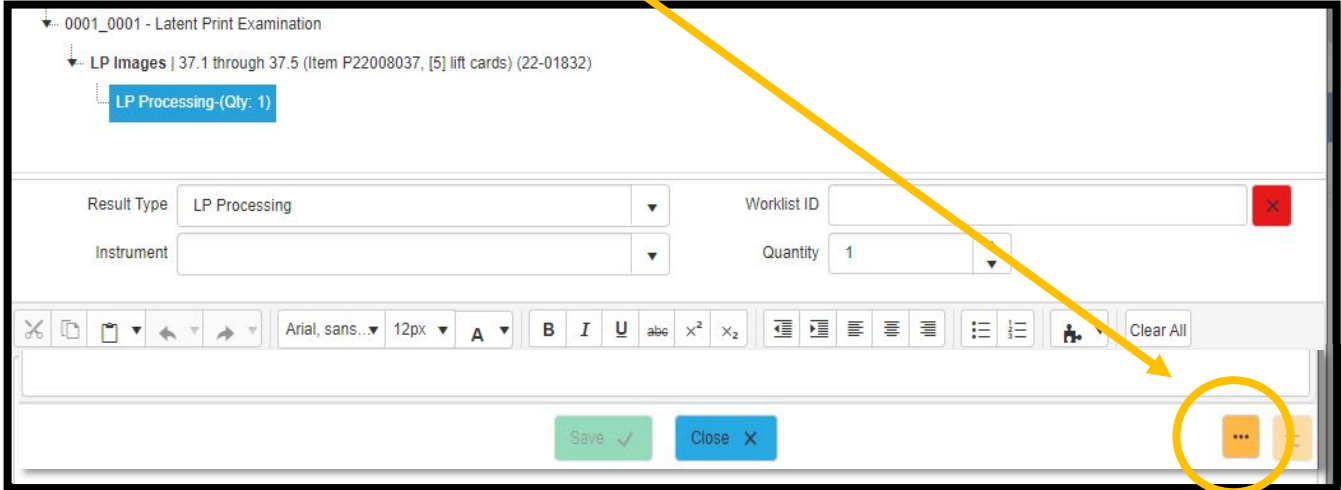 0001_0001 - Latent Print Examination
LP Images | 37.1 through 37.5 (Item P22008037, [5] lift cards) (22-01832)
LP Processing-(Qty: 1)
Result Type LP Processing Worklist ID
Instrument Quantity 1
Arial, sans... 12px A B I U abc x² x₂ Clear All
Save Close